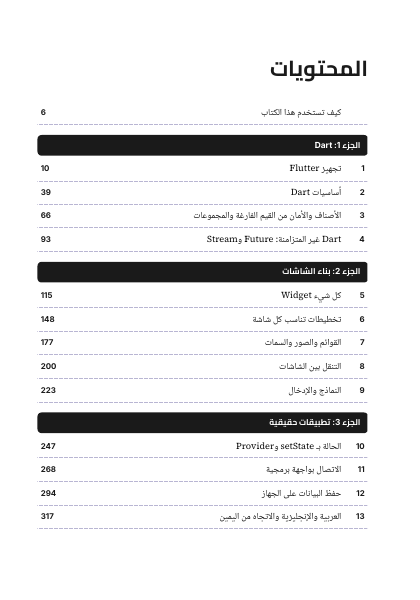 المحتويات
كيف تستخدم هذا الكتاب 6
الجزء 1: Dart
1 تجهيز Flutter 10
2 أساسيات Dart 39
3 الأصناف والأمان من القيم الفارغة والمجموعات 66
4 Dart غير المتزامنة: Future وStream 93
الجزء 2: بناء الشاشات
5 كل شيء Widget 115
6 تخطيطات تناسب كل شاشة 148
7 القوائم والصور والسمات 177
8 التنقل بين الشاشات 200
9 النماذج والإدخال 223
الجزء 3: تطبيقات حقيقية
10 الحالة بـ setState وProvider 247
11 الاتصال بواجهة برمجية 268
12 حفظ البيانات على الجهاز 294
13 العربية والإنجليزية والاتجاه من اليمين 317